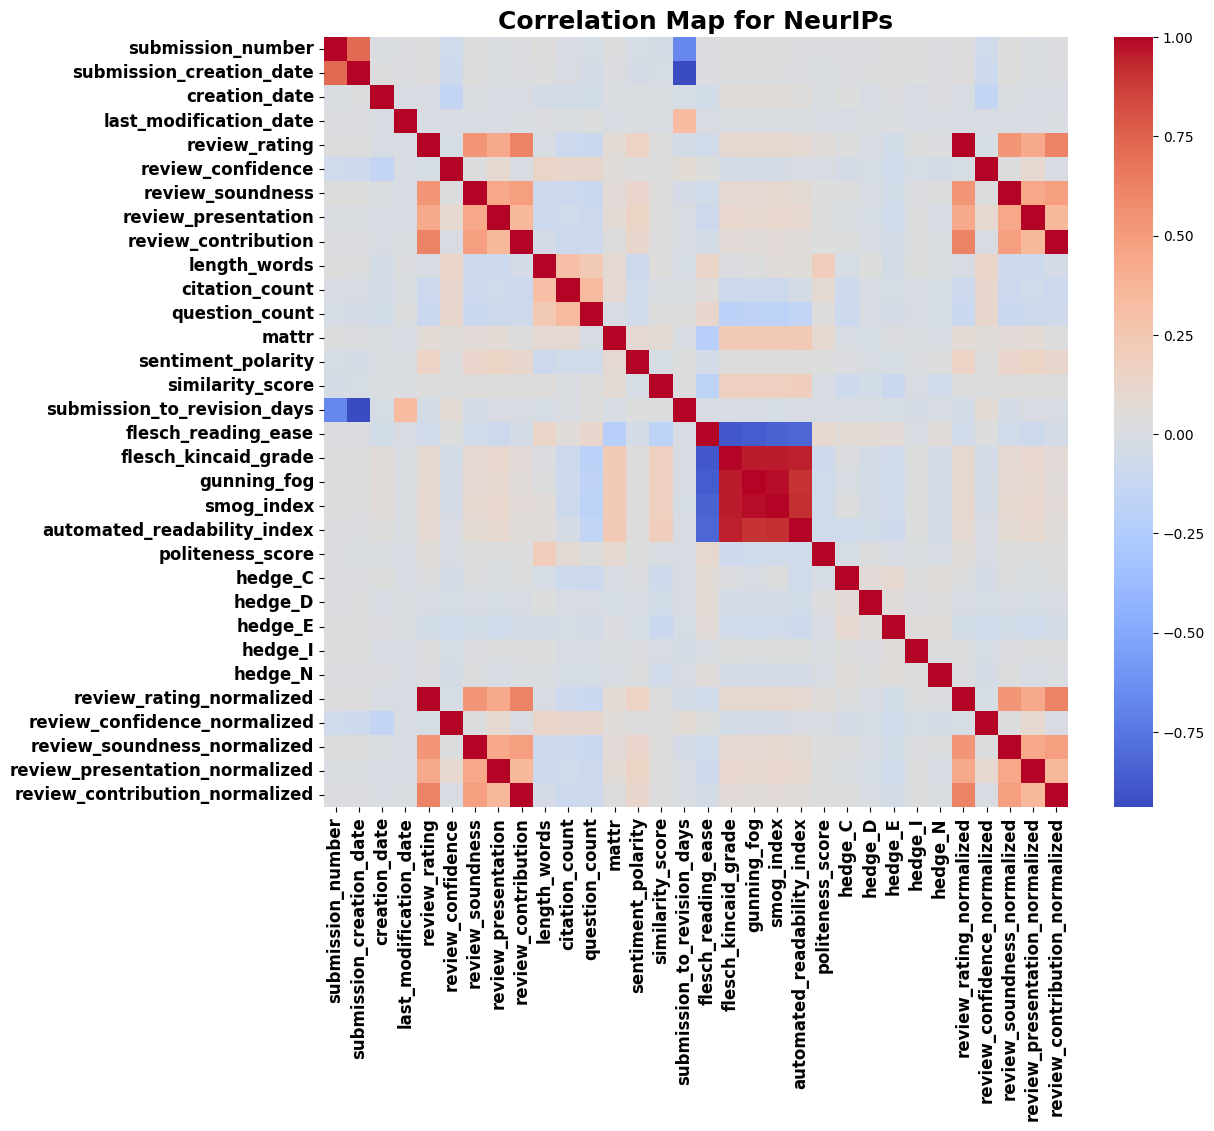 Correlation Map for NeurIPs
submission_number
submission_creation_date
creation_date
last_modification_date
review_rating
review_confidence
review_soundness
review_presentation
review_contribution
length_words
citation_count
question_count
mattr
sentiment_polarity
similarity_score
submission_to_revision_days
flesch_reading_ease
flesch_kincaid_grade
gunning_fog
smog_index
automated_readability_index
politeness_score
hedge_C
hedge_D
hedge_E
hedge_I
hedge_N
review_rating_normalized
review_confidence_normalized
review_soundness_normalized
review_presentation_normalized
review_contribution_normalized
submission_number
submission_creation_date
creation_date
last_modification_date
review_rating
review_confidence
review_soundness
review_presentation
review_contribution
length_words
citation_count
question_count
mattr
sentiment_polarity
similarity_score
submission_to_revision_days
flesch_reading_ease
flesch_kincaid_grade
gunning_fog
smog_index
automated_readability_index
politeness_score
hedge_C
hedge_D
hedge_E
hedge_I
hedge_N
review_rating_normalized
review_confidence_normalized
review_soundness_normalized
review_presentation_normalized
review_contribution_normalized
1.00
0.75
0.50
0.25
0.00
−0.25
−0.50
−0.75